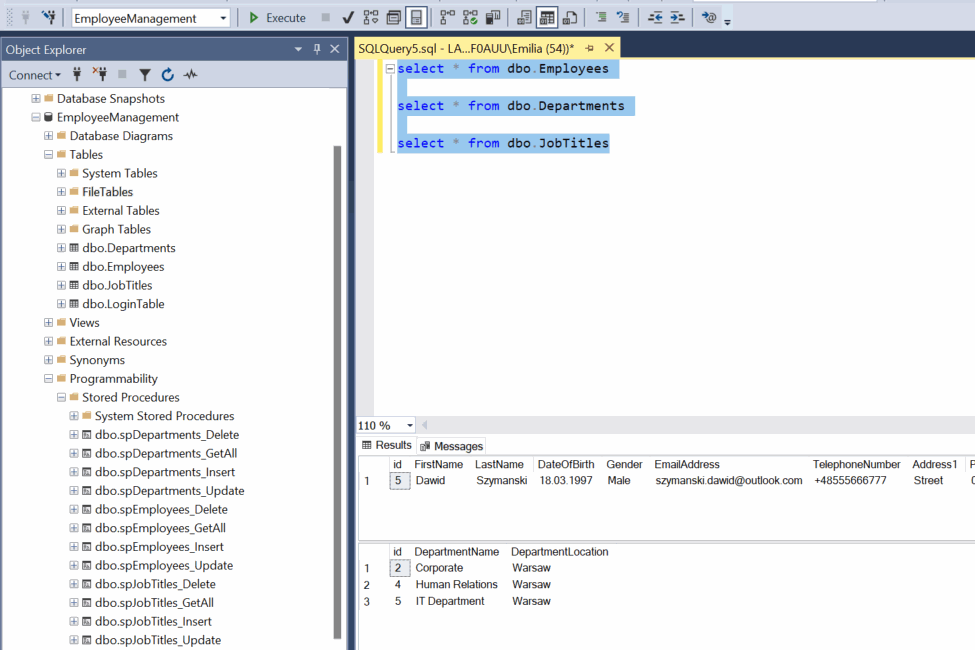 EmployeeManagement
Execute
Object Explorer
Connect
Database Snapshots
EmployeeManagement
Database Diagrams
Tables
System Tables
FileTables
External Tables
Graph Tables
dbo.Departments
dbo.Employees
dbo.JobTitles
dbo.LoginTable
Views
External Resources
Synonyms
Programmability
Stored Procedures
System Stored Procedures
dbo.spDepartments_Delete
dbo.spDepartments_GetAll
dbo.spDepartments_Insert
dbo.spDepartments_Update
dbo.spEmployees_Delete
dbo.spEmployees_GetAll
dbo.spEmployees_Insert
dbo.spEmployees_Update
dbo.spJobTitles_Delete
dbo.spJobTitles_GetAll
dbo.spJobTitles_Insert
dbo.spJobTitles_Update
SQLQuery5.sql - LA...F0AUU\Emilia (54))*
select * from dbo.Employees
select * from dbo.Departments
select * from dbo.JobTitles
110 %
Results Messages
id FirstName LastName DateOfBirth Gender EmailAddress TelephoneNumber Address1 P
1 5 Dawid Szymanski 18.03.1997 Male szymanski.dawid@outlook.com +48555666777 Street
id DepartmentName DepartmentLocation
1 2 Corporate Warsaw
2 4 Human Relations Warsaw
3 5 IT Department Warsaw